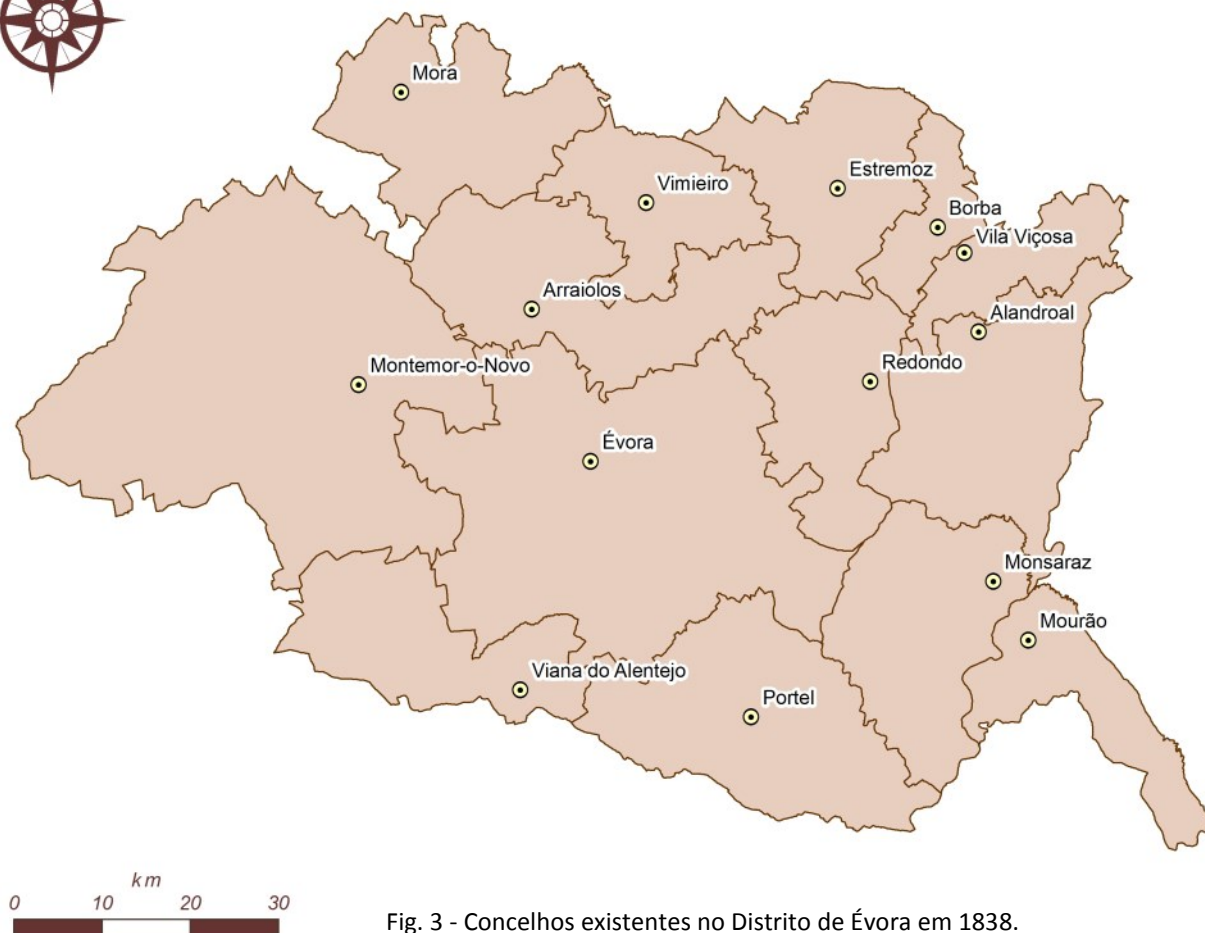 Mora
Vimieiro
Estremoz
Borba
Vila Viçosa
Arraiolos
Alandroal
Montemor-o-Novo
Redondo
Évora
Monsaraz
Mourão
Viana do Alentejo
Portel
km
0 10 20 30
Fig. 3 - Concelhos existentes no Distrito de Évora em 1838.